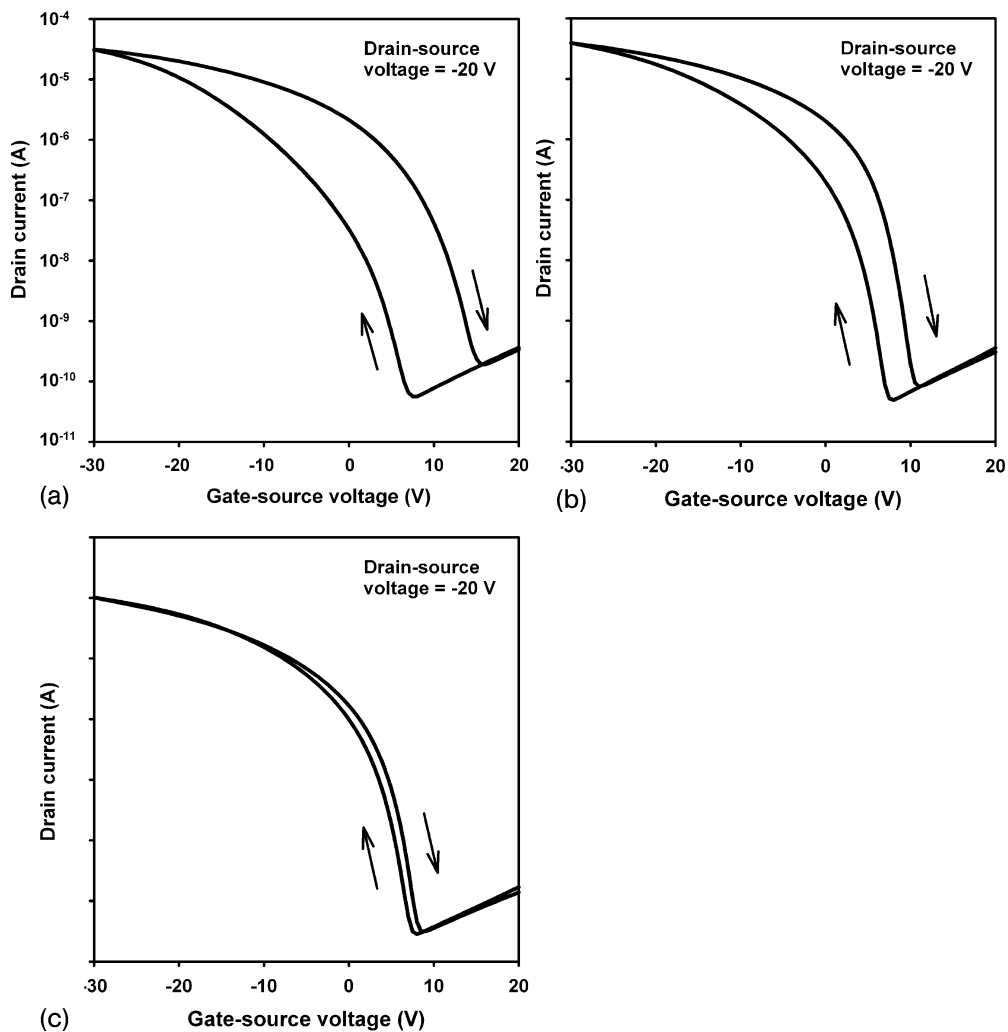 Drain-source
voltage = -20 V
Drain current (A)
10⁻⁴
10⁻⁵
10⁻⁶
10⁻⁷
10⁻⁸
10⁻⁹
10⁻¹⁰
10⁻¹¹
-30 -20 -10 0 10 20
Gate-source voltage (V)
(a)
Drain-source
voltage = -20 V
Drain current (A)
-30 -20 -10 0 10 20
Gate-source voltage (V)
(b)
Drain-source
voltage = -20 V
Drain current (A)
-30 -20 -10 0 10 20
Gate-source voltage (V)
(c)